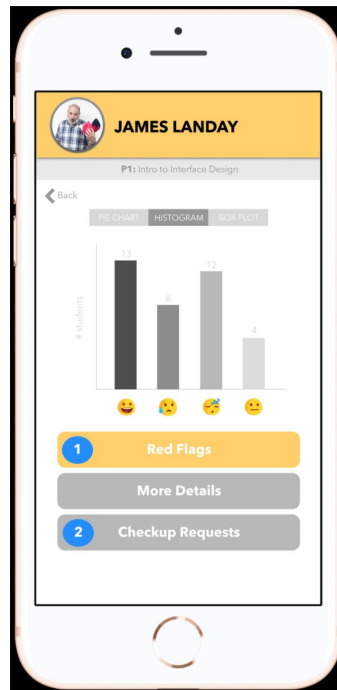 JAMES LANDAY
P1: Intro to Interface Design
Back
PIE CHART HISTOGRAM BOX PLOT
13
8
12
4
# students
1 Red Flags
More Details
2 Checkup Requests